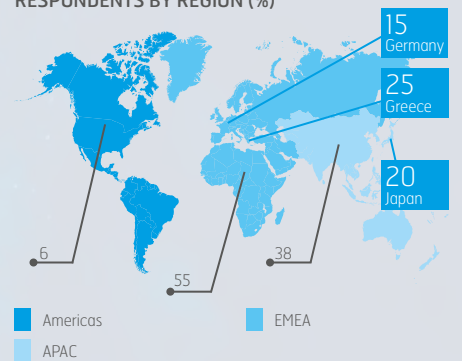 RESPONDENTS BY REGION (%)
15
Germany
25
Greece
20
Japan
6
55
38
Americas
EMEA
APAC